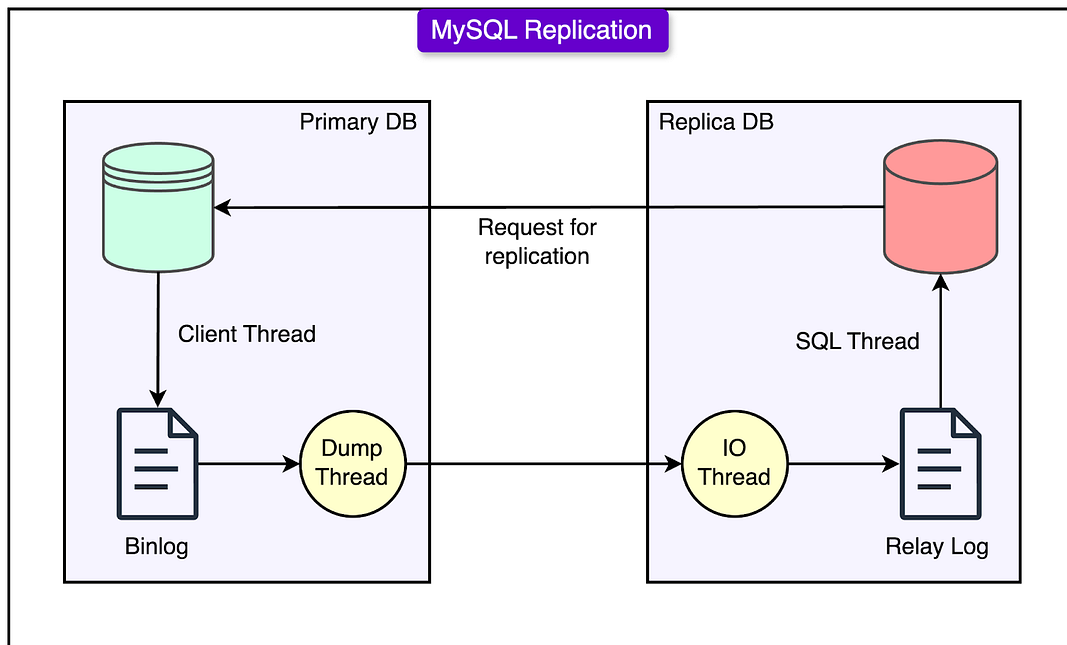 MySQL Replication
Primary DB
Replica DB
Request for
replication
Client Thread
SQL Thread
Dump
Thread
IO
Thread
Binlog
Relay Log